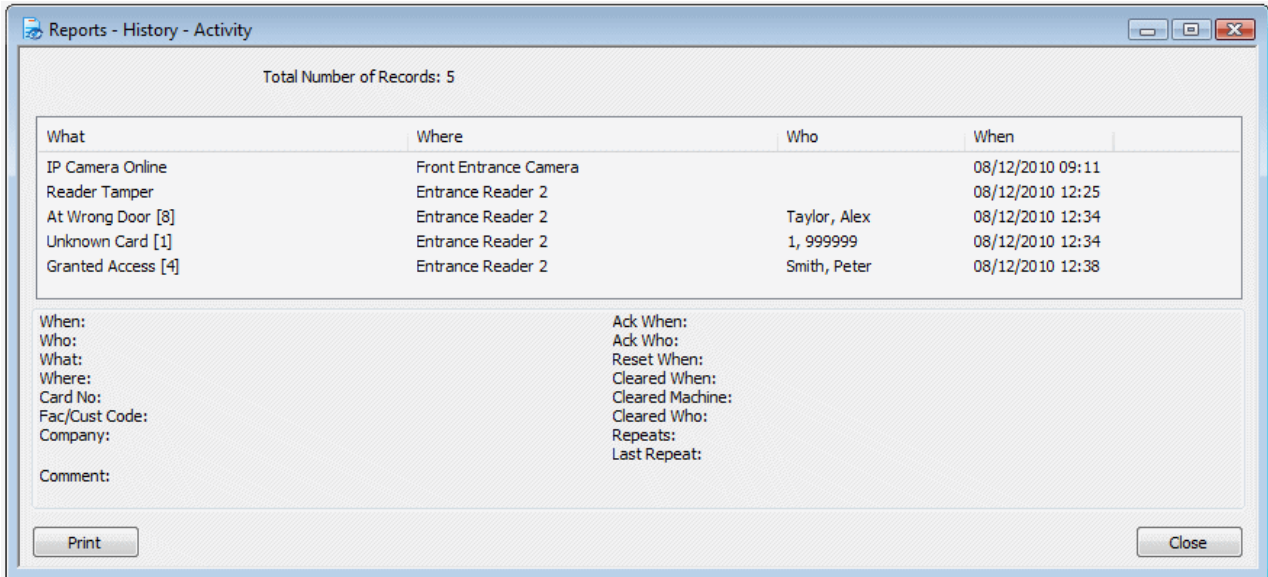 Reports - History - Activity
Total Number of Records: 5
What Where Who When
IP Camera Online Front Entrance Camera 08/12/2010 09:11
Reader Tamper Entrance Reader 2 08/12/2010 12:25
At Wrong Door [8] Entrance Reader 2 Taylor, Alex 08/12/2010 12:34
Unknown Card [1] Entrance Reader 2 1, 999999 08/12/2010 12:34
Granted Access [4] Entrance Reader 2 Smith, Peter 08/12/2010 12:38
When: Ack When:
Who: Ack Who:
What: Reset When:
Where: Cleared When:
Card No: Cleared Machine:
Fac/Cust Code: Cleared Who:
Company: Repeats:
Last Repeat:
Comment:
Print Close